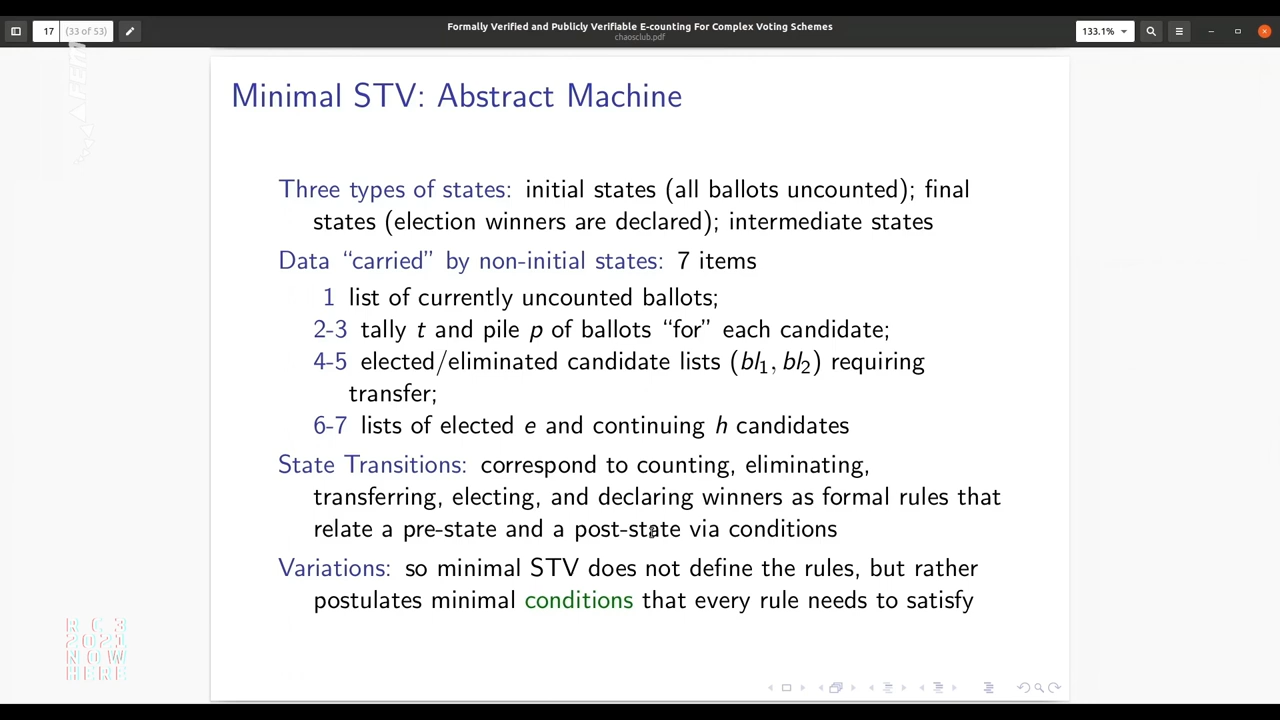 Formally Verified and Publicly Verifiable E-counting For Complex Voting Schemes
chaosclub.pdf
17 (33 of 53)
133.1%
Minimal STV: Abstract Machine
Three types of states: initial states (all ballots uncounted); final
states (election winners are declared); intermediate states
Data “carried” by non-initial states: 7 items
1 list of currently uncounted ballots;
2-3 tally t and pile p of ballots “for” each candidate;
4-5 elected/eliminated candidate lists (bl₁, bl₂) requiring
transfer;
6-7 lists of elected e and continuing h candidates
State Transitions: correspond to counting, eliminating,
transferring, electing, and declaring winners as formal rules that
relate a pre-state and a post-state via conditions
Variations: so minimal STV does not define the rules, but rather
postulates minimal conditions that every rule needs to satisfy
R C 3
2021
NOW
HERE